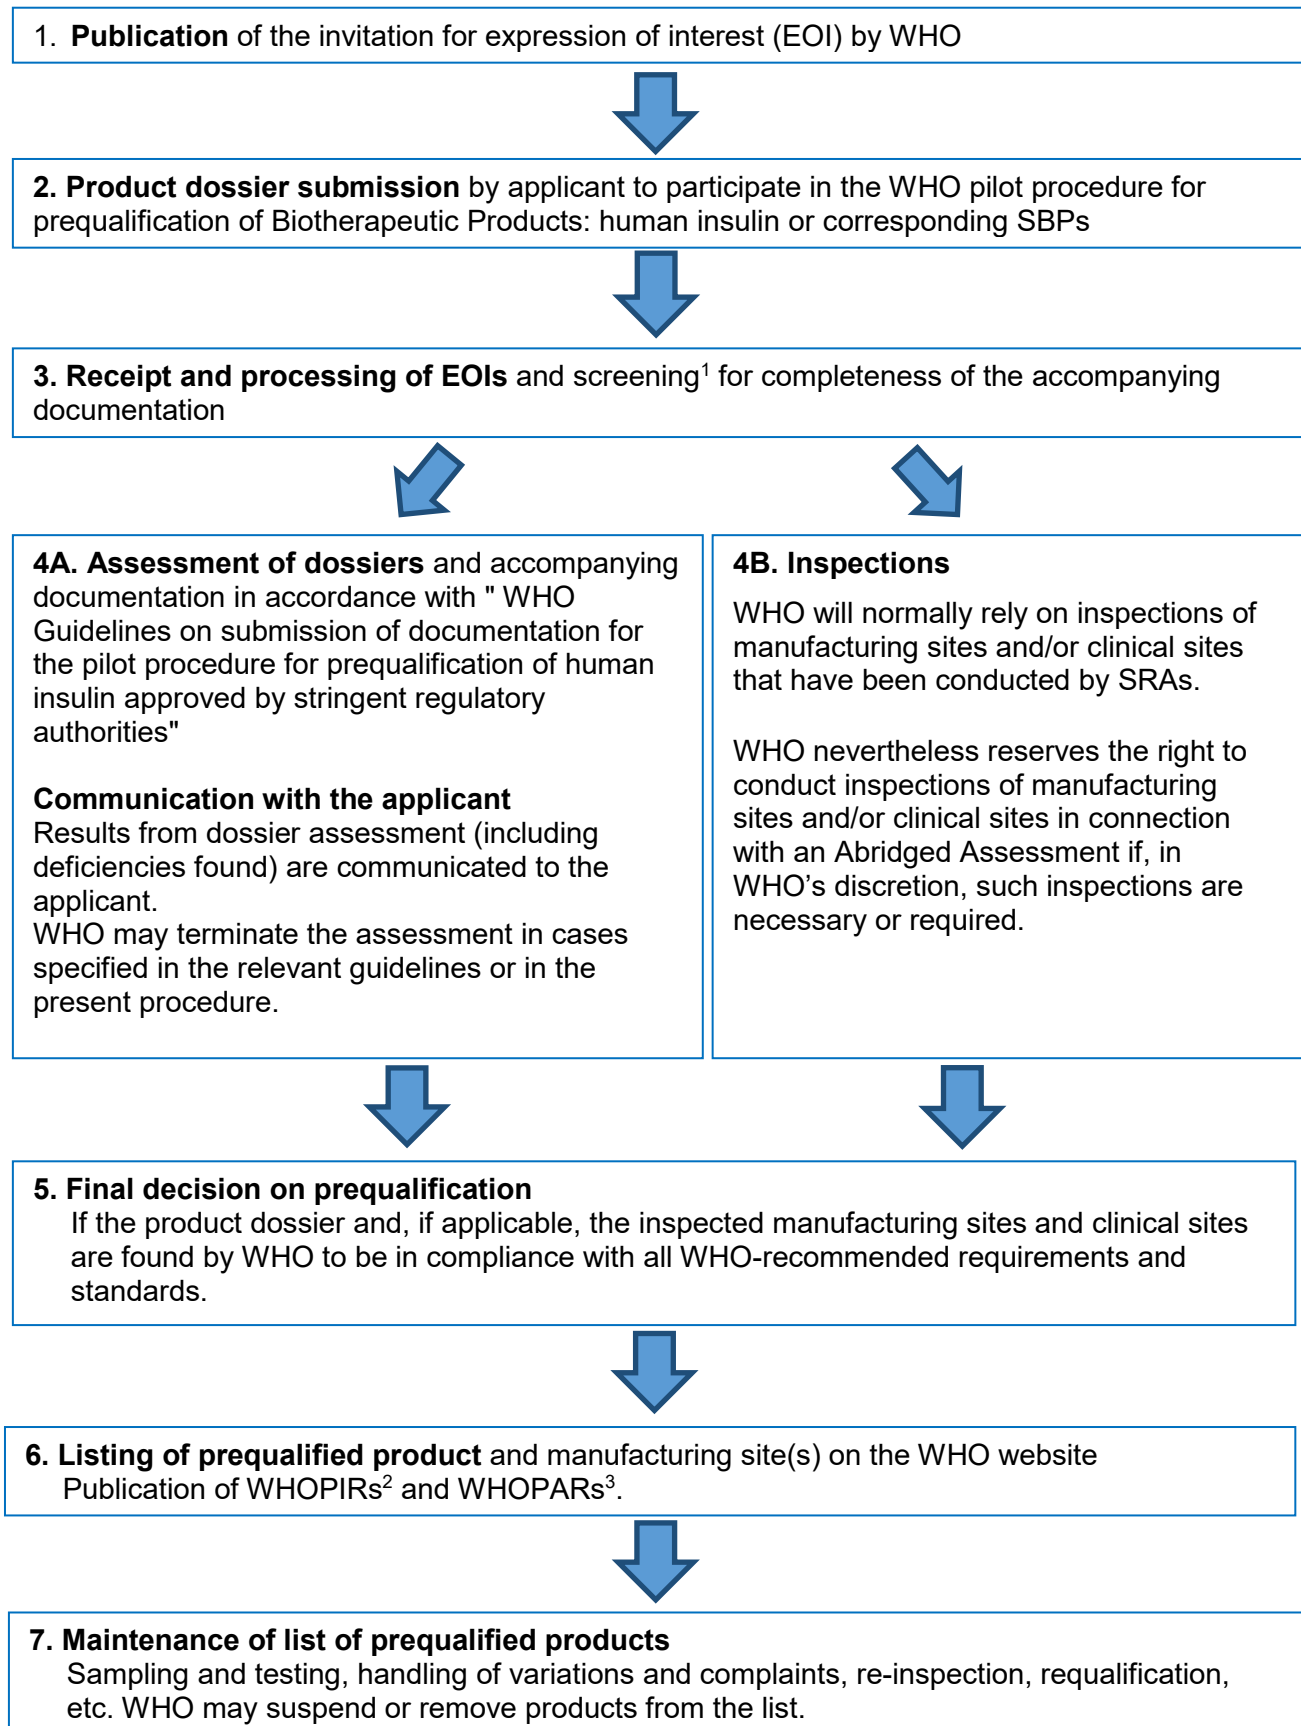 1. Publication of the invitation for expression of interest (EOI) by WHO
2. Product dossier submission by applicant to participate in the WHO pilot procedure for
prequalification of Biotherapeutic Products: human insulin or corresponding SBPs
3. Receipt and processing of EOIs and screening¹ for completeness of the accompanying
documentation
4A. Assessment of dossiers and accompanying
documentation in accordance with " WHO
Guidelines on submission of documentation for
the pilot procedure for prequalification of human
insulin approved by stringent regulatory
authorities"
Communication with the applicant
Results from dossier assessment (including
deficiencies found) are communicated to the
applicant.
WHO may terminate the assessment in cases
specified in the relevant guidelines or in the
present procedure.
4B. Inspections
WHO will normally rely on inspections of
manufacturing sites and/or clinical sites
that have been conducted by SRAs.
WHO nevertheless reserves the right to
conduct inspections of manufacturing
sites and/or clinical sites in connection
with an Abridged Assessment if, in
WHO’s discretion, such inspections are
necessary or required.
5. Final decision on prequalification
If the product dossier and, if applicable, the inspected manufacturing sites and clinical sites
are found by WHO to be in compliance with all WHO-recommended requirements and
standards.
6. Listing of prequalified product and manufacturing site(s) on the WHO website
Publication of WHOPIRs² and WHOPARs³.
7. Maintenance of list of prequalified products
Sampling and testing, handling of variations and complaints, re-inspection, requalification,
etc. WHO may suspend or remove products from the list.